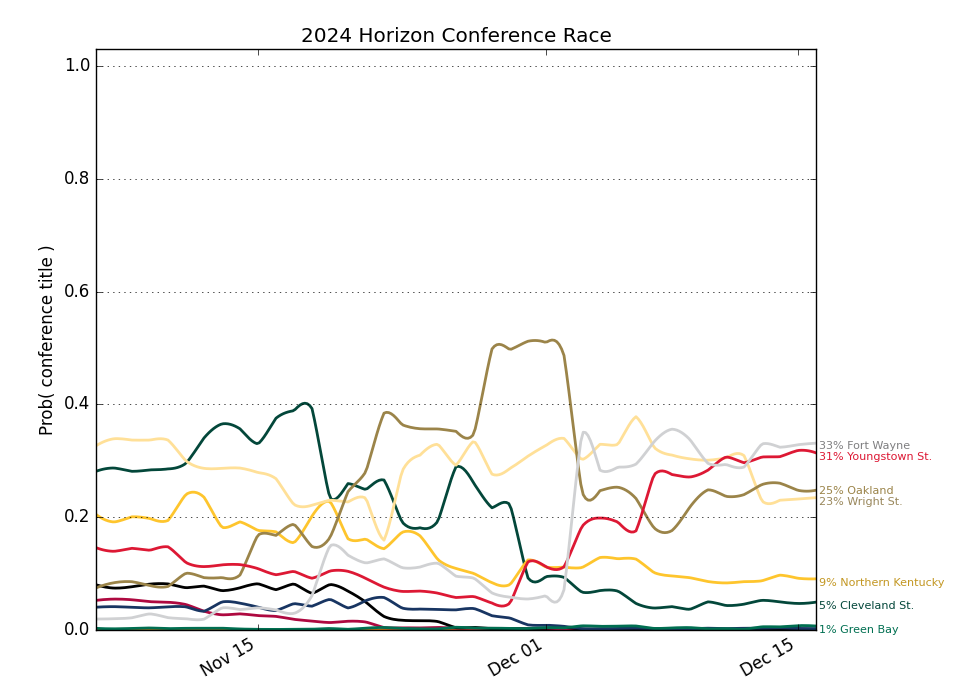 2024 Horizon Conference Race
Prob( conference title )
1.0
0.8
0.6
0.4
0.2
0.0
Nov 15
Dec 01
Dec 15
33% Fort Wayne
31% Youngstown St.
25% Oakland
23% Wright St.
9% Northern Kentucky
5% Cleveland St.
1% Green Bay